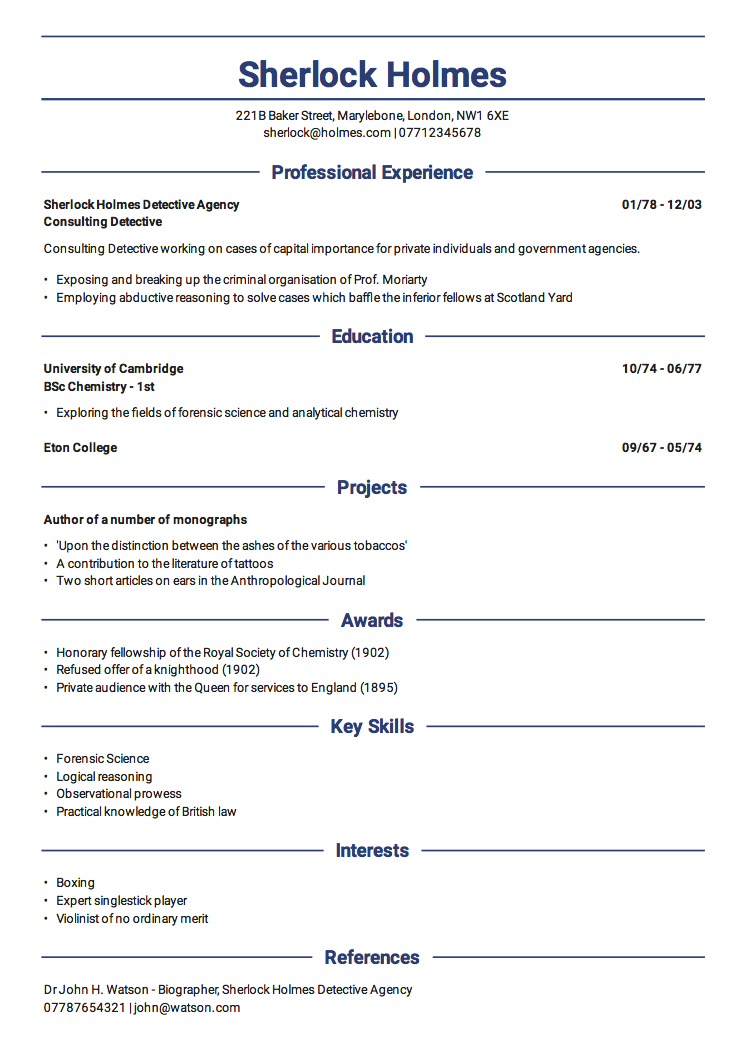 Sherlock Holmes
221B Baker Street, Marylebone, London, NW1 6XE
sherlock@holmes.com | 07712345678
Professional Experience
Sherlock Holmes Detective Agency 01/78 - 12/03
Consulting Detective
Consulting Detective working on cases of capital importance for private individuals and government agencies.
• Exposing and breaking up the criminal organisation of Prof. Moriarty
• Employing abductive reasoning to solve cases which baffle the inferior fellows at Scotland Yard
Education
University of Cambridge 10/74 - 06/77
BSc Chemistry - 1st
• Exploring the fields of forensic science and analytical chemistry
Eton College 09/67 - 05/74
Projects
Author of a number of monographs
• 'Upon the distinction between the ashes of the various tobaccos'
• A contribution to the literature of tattoos
• Two short articles on ears in the Anthropological Journal
Awards
• Honorary fellowship of the Royal Society of Chemistry (1902)
• Refused offer of a knighthood (1902)
• Private audience with the Queen for services to England (1895)
Key Skills
• Forensic Science
• Logical reasoning
• Observational prowess
• Practical knowledge of British law
Interests
• Boxing
• Expert singlestick player
• Violinist of no ordinary merit
References
Dr John H. Watson - Biographer, Sherlock Holmes Detective Agency
07787654321 | john@watson.com